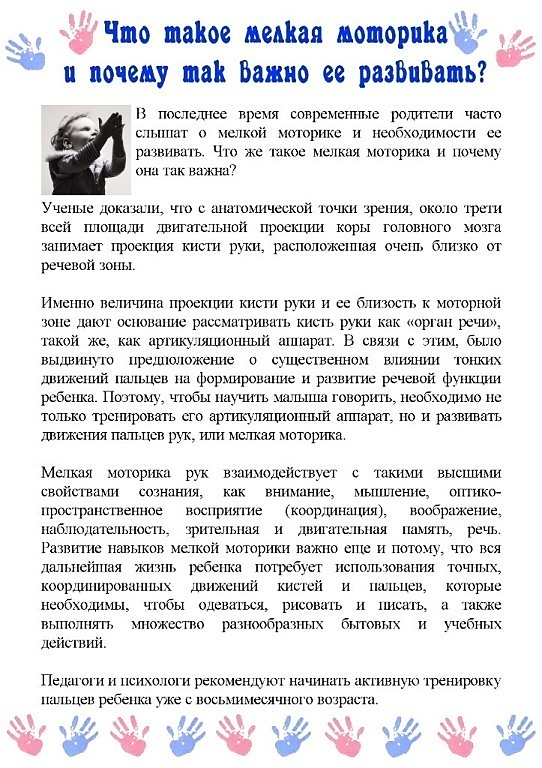 Что такое мелкая моторика
и почему так важно ее развивать?
В последнее время современные родители часто
слышат о мелкой моторике и необходимости ее
развивать. Что же такое мелкая моторика и почему
она так важна?
Ученые доказали, что с анатомической точки зрения, около трети
всей площади двигательной проекции коры головного мозга
занимает проекция кисти руки, расположенная очень близко от
речевой зоны.
Именно величина проекции кисти руки и ее близость к моторной
зоне дают основание рассматривать кисть руки как «орган речи»,
такой же, как артикуляционный аппарат. В связи с этим, было
выдвинуто предположение о существенном влиянии тонких
движений пальцев на формирование и развитие речевой функции
ребенка. Поэтому, чтобы научить малыша говорить, необходимо не
только тренировать его артикуляционный аппарат, но и развивать
движения пальцев рук, или мелкая моторика.
Мелкая моторика рук взаимодействует с такими высшими
свойствами сознания, как внимание, мышление, оптико-
пространственное восприятие (координация), воображение,
наблюдательность, зрительная и двигательная память, речь.
Развитие навыков мелкой моторики важно еще и потому, что вся
дальнейшая жизнь ребенка потребует использования точных,
координированных движений кистей и пальцев, которые
необходимы, чтобы одеваться, рисовать и писать, а также
выполнять множество разнообразных бытовых и учебных
действий.
Педагоги и психологи рекомендуют начинать активную тренировку
пальцев ребенка уже с восьмимесячного возраста.